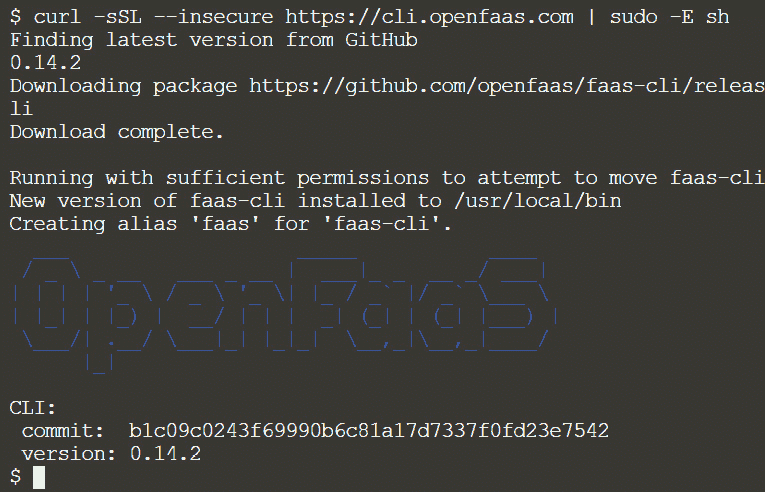 $ curl -sSL --insecure https://cli.openfaas.com | sudo -E sh
Finding latest version from GitHub
0.14.2
Downloading package https://github.com/openfaas/faas-cli/releas
li
Download complete.
Running with sufficient permissions to attempt to move faas-cli
New version of faas-cli installed to /usr/local/bin
Creating alias 'faas' for 'faas-cli'.
OpenFaaS
CLI:
commit: b1c09c0243f69990b6c81a17d7337f0fd23e7542
version: 0.14.2
$